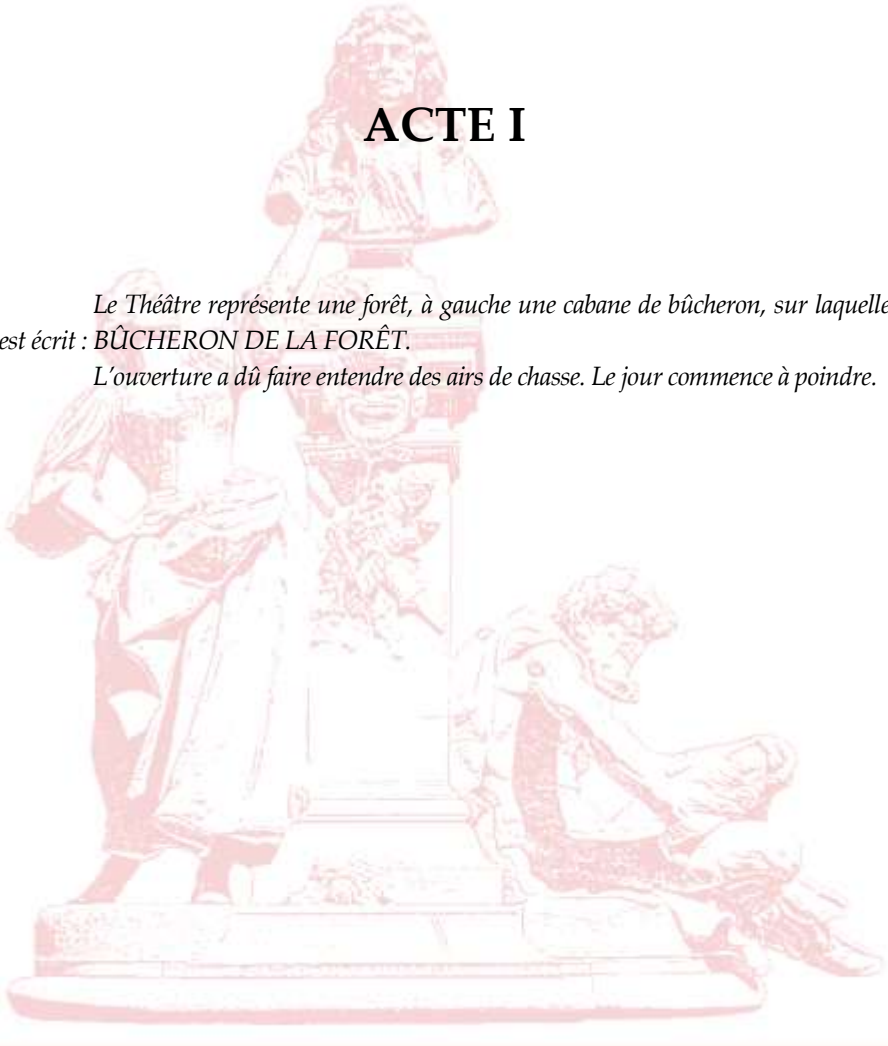 ACTE I
Le Théâtre représente une forêt, à gauche une cabane de bûcheron, sur laquelle
est écrit : BÛCHERON DE LA FORÊT.
L’ouverture a dû faire entendre des airs de chasse. Le jour commence à poindre.